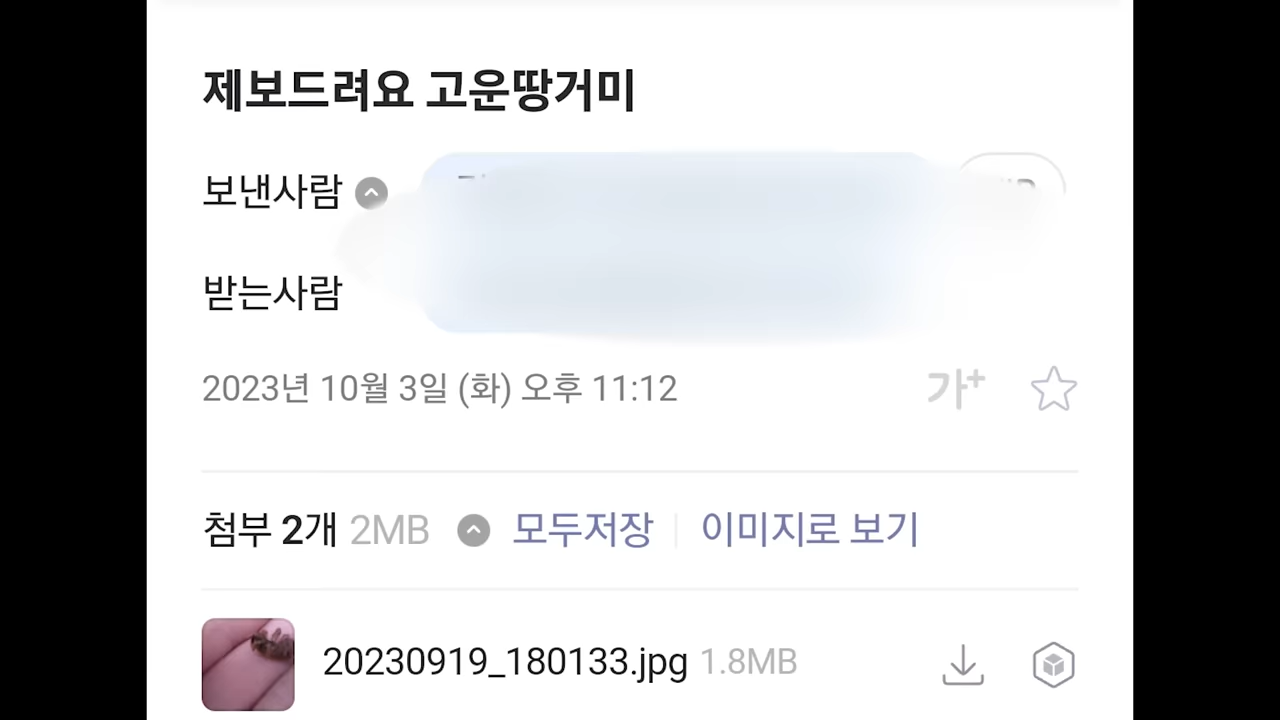 제보드려요 고운땅거미
보낸사람
받는사람
2023년 10월 3일 (화) 오후 11:12
가+
첨부 2개 2MB 모두저장 이미지로 보기
20230919_180133.jpg 1.8MB